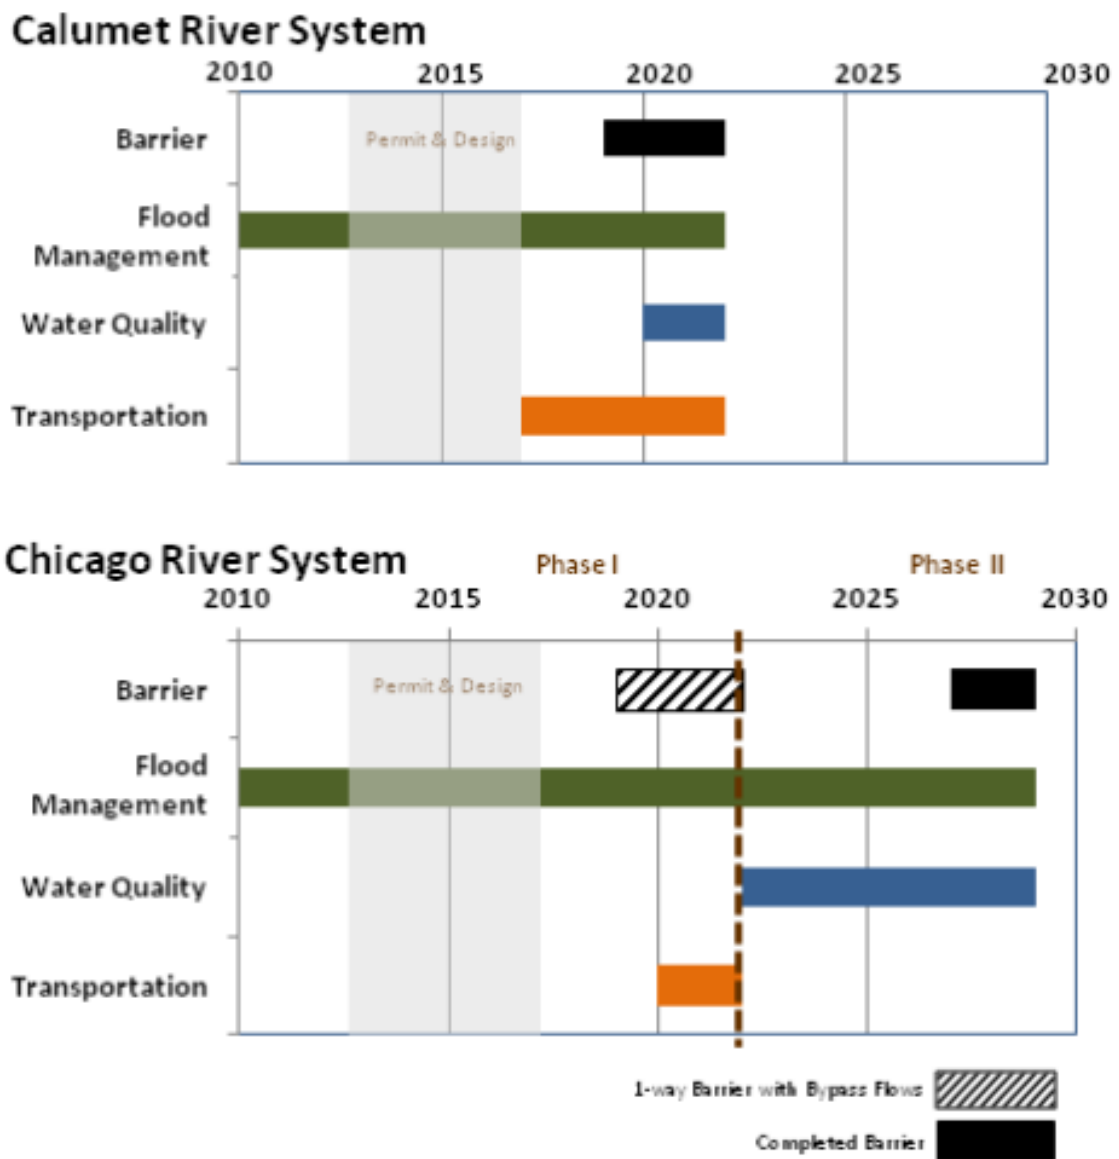 Calumet River System
2010 2015 2020 2025 2030
Barrier
Permit & Design
Flood
Management
Water Quality
Transportation
Chicago River System
Phase I
Phase II
2010 2015 2020 2025 2030
Barrier
Permit & Design
Flood
Management
Water Quality
Transportation
1-way Barrier with Bypass Flows
Completed Barrier